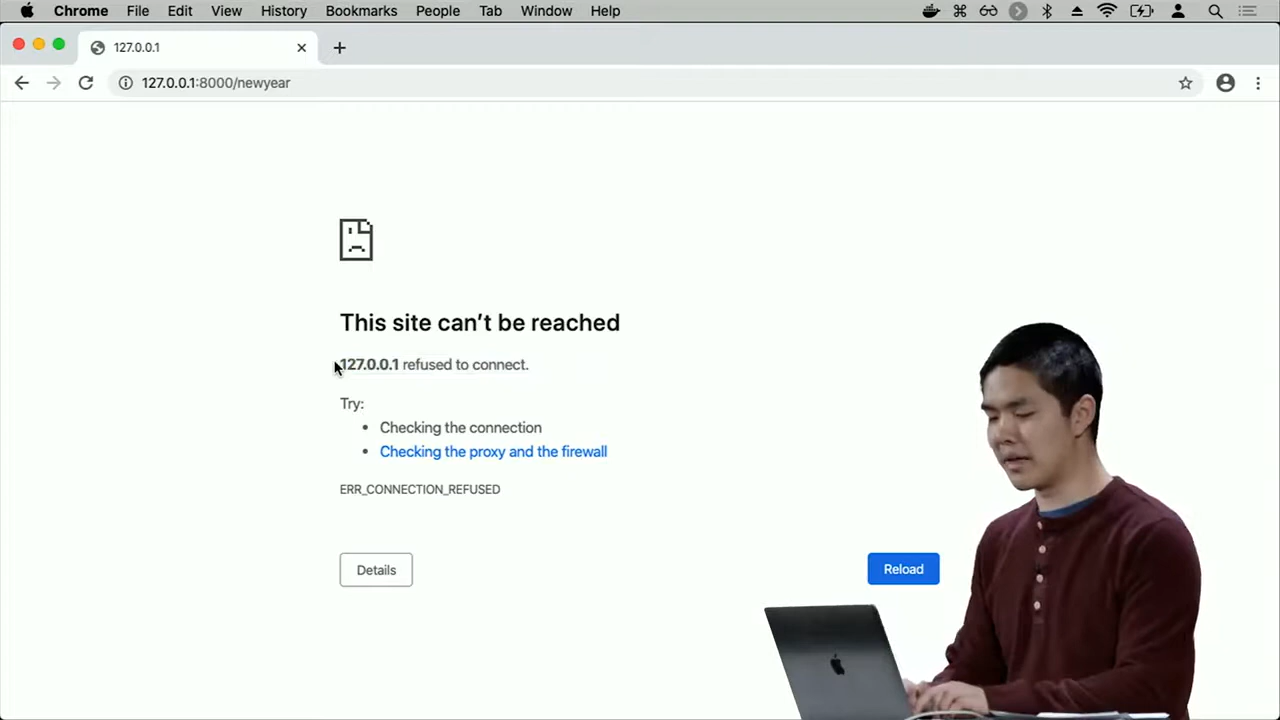 Chrome File Edit View History Bookmarks People Tab Window Help
127.0.0.1
127.0.0.1:8000/newyear
This site can't be reached
127.0.0.1 refused to connect.
Try:
• Checking the connection
• Checking the proxy and the firewall
ERR_CONNECTION_REFUSED
Details
Reload